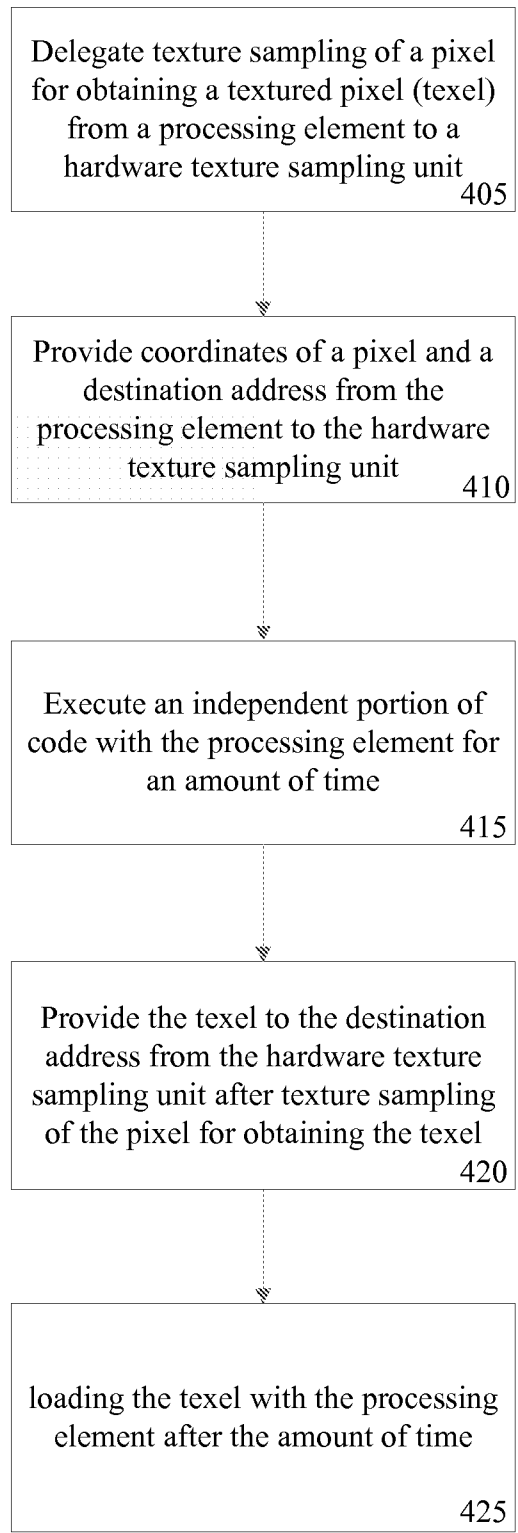 Delegate texture sampling of a pixel
for obtaining a textured pixel (texel)
from a processing element to a
hardware texture sampling unit
405
Provide coordinates of a pixel and a
destination address from the
processing element to the hardware
texture sampling unit
410
Execute an independent portion of
code with the processing element for
an amount of time
415
Provide the texel to the destination
address from the hardware texture
sampling unit after texture sampling
of the pixel for obtaining the texel
420
loading the texel with the processing
element after the amount of time
425